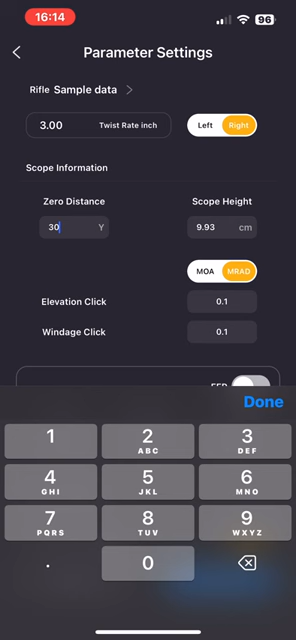 16:14
96
Parameter Settings
Rifle Sample data
3.00 Twist Rate inch Left Right
Scope Information
Zero Distance Scope Height
30 Y 9.93 cm
MOA MRAD
Elevation Click 0.1
Windage Click 0.1
Done
1 2 3
ABC DEF
4 5 6
GHI JKL MNO
7 8 9
PQRS TUV WXYZ
. 0